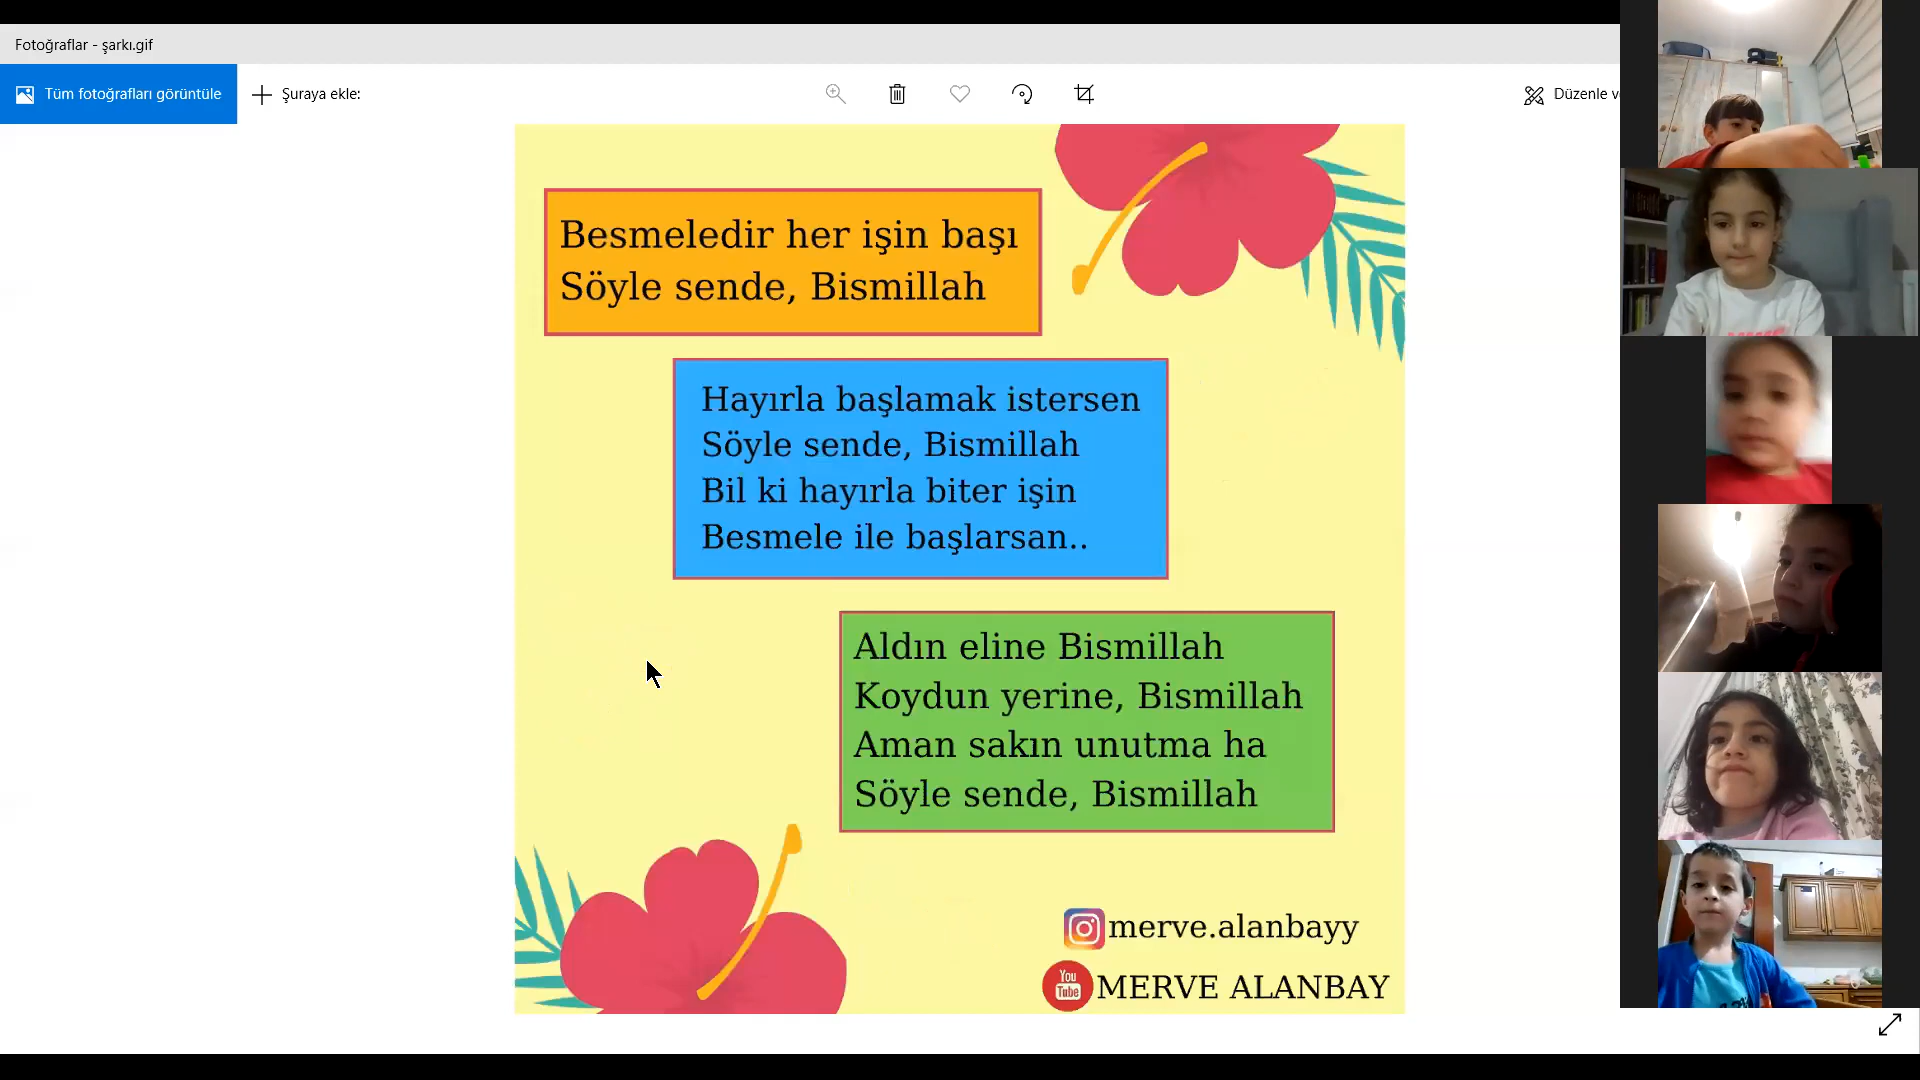 Fotoğraflar - şarkı.gif
Tüm fotoğrafları görüntüle
Şuraya ekle:
Düzenle
Besmeledir her işin başı
Söyle sende, Bismillah
Hayırla başlamak istersen
Söyle sende, Bismillah
Bil ki hayırla biter işin
Besmele ile başlarsan..
Aldın eline Bismillah
Koydun yerine, Bismillah
Aman sakın unutma ha
Söyle sende, Bismillah
merve.alanbayy
You
Tube
MERVE ALANBAY